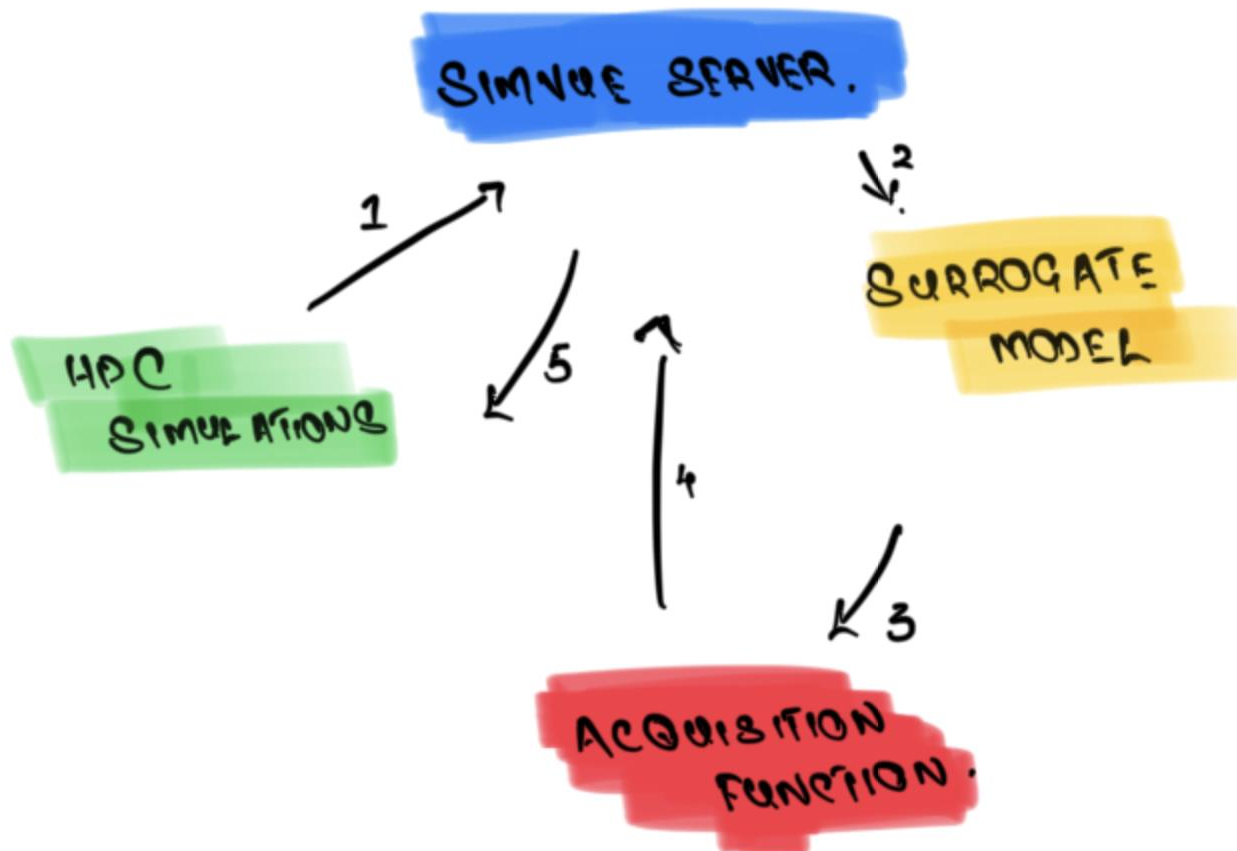 SIMVUE SERVER.
1
2
SURROGATE
MODEL
5
HPC
SIMULATIONS
4
3
ACQUISITION
FUNCTION.